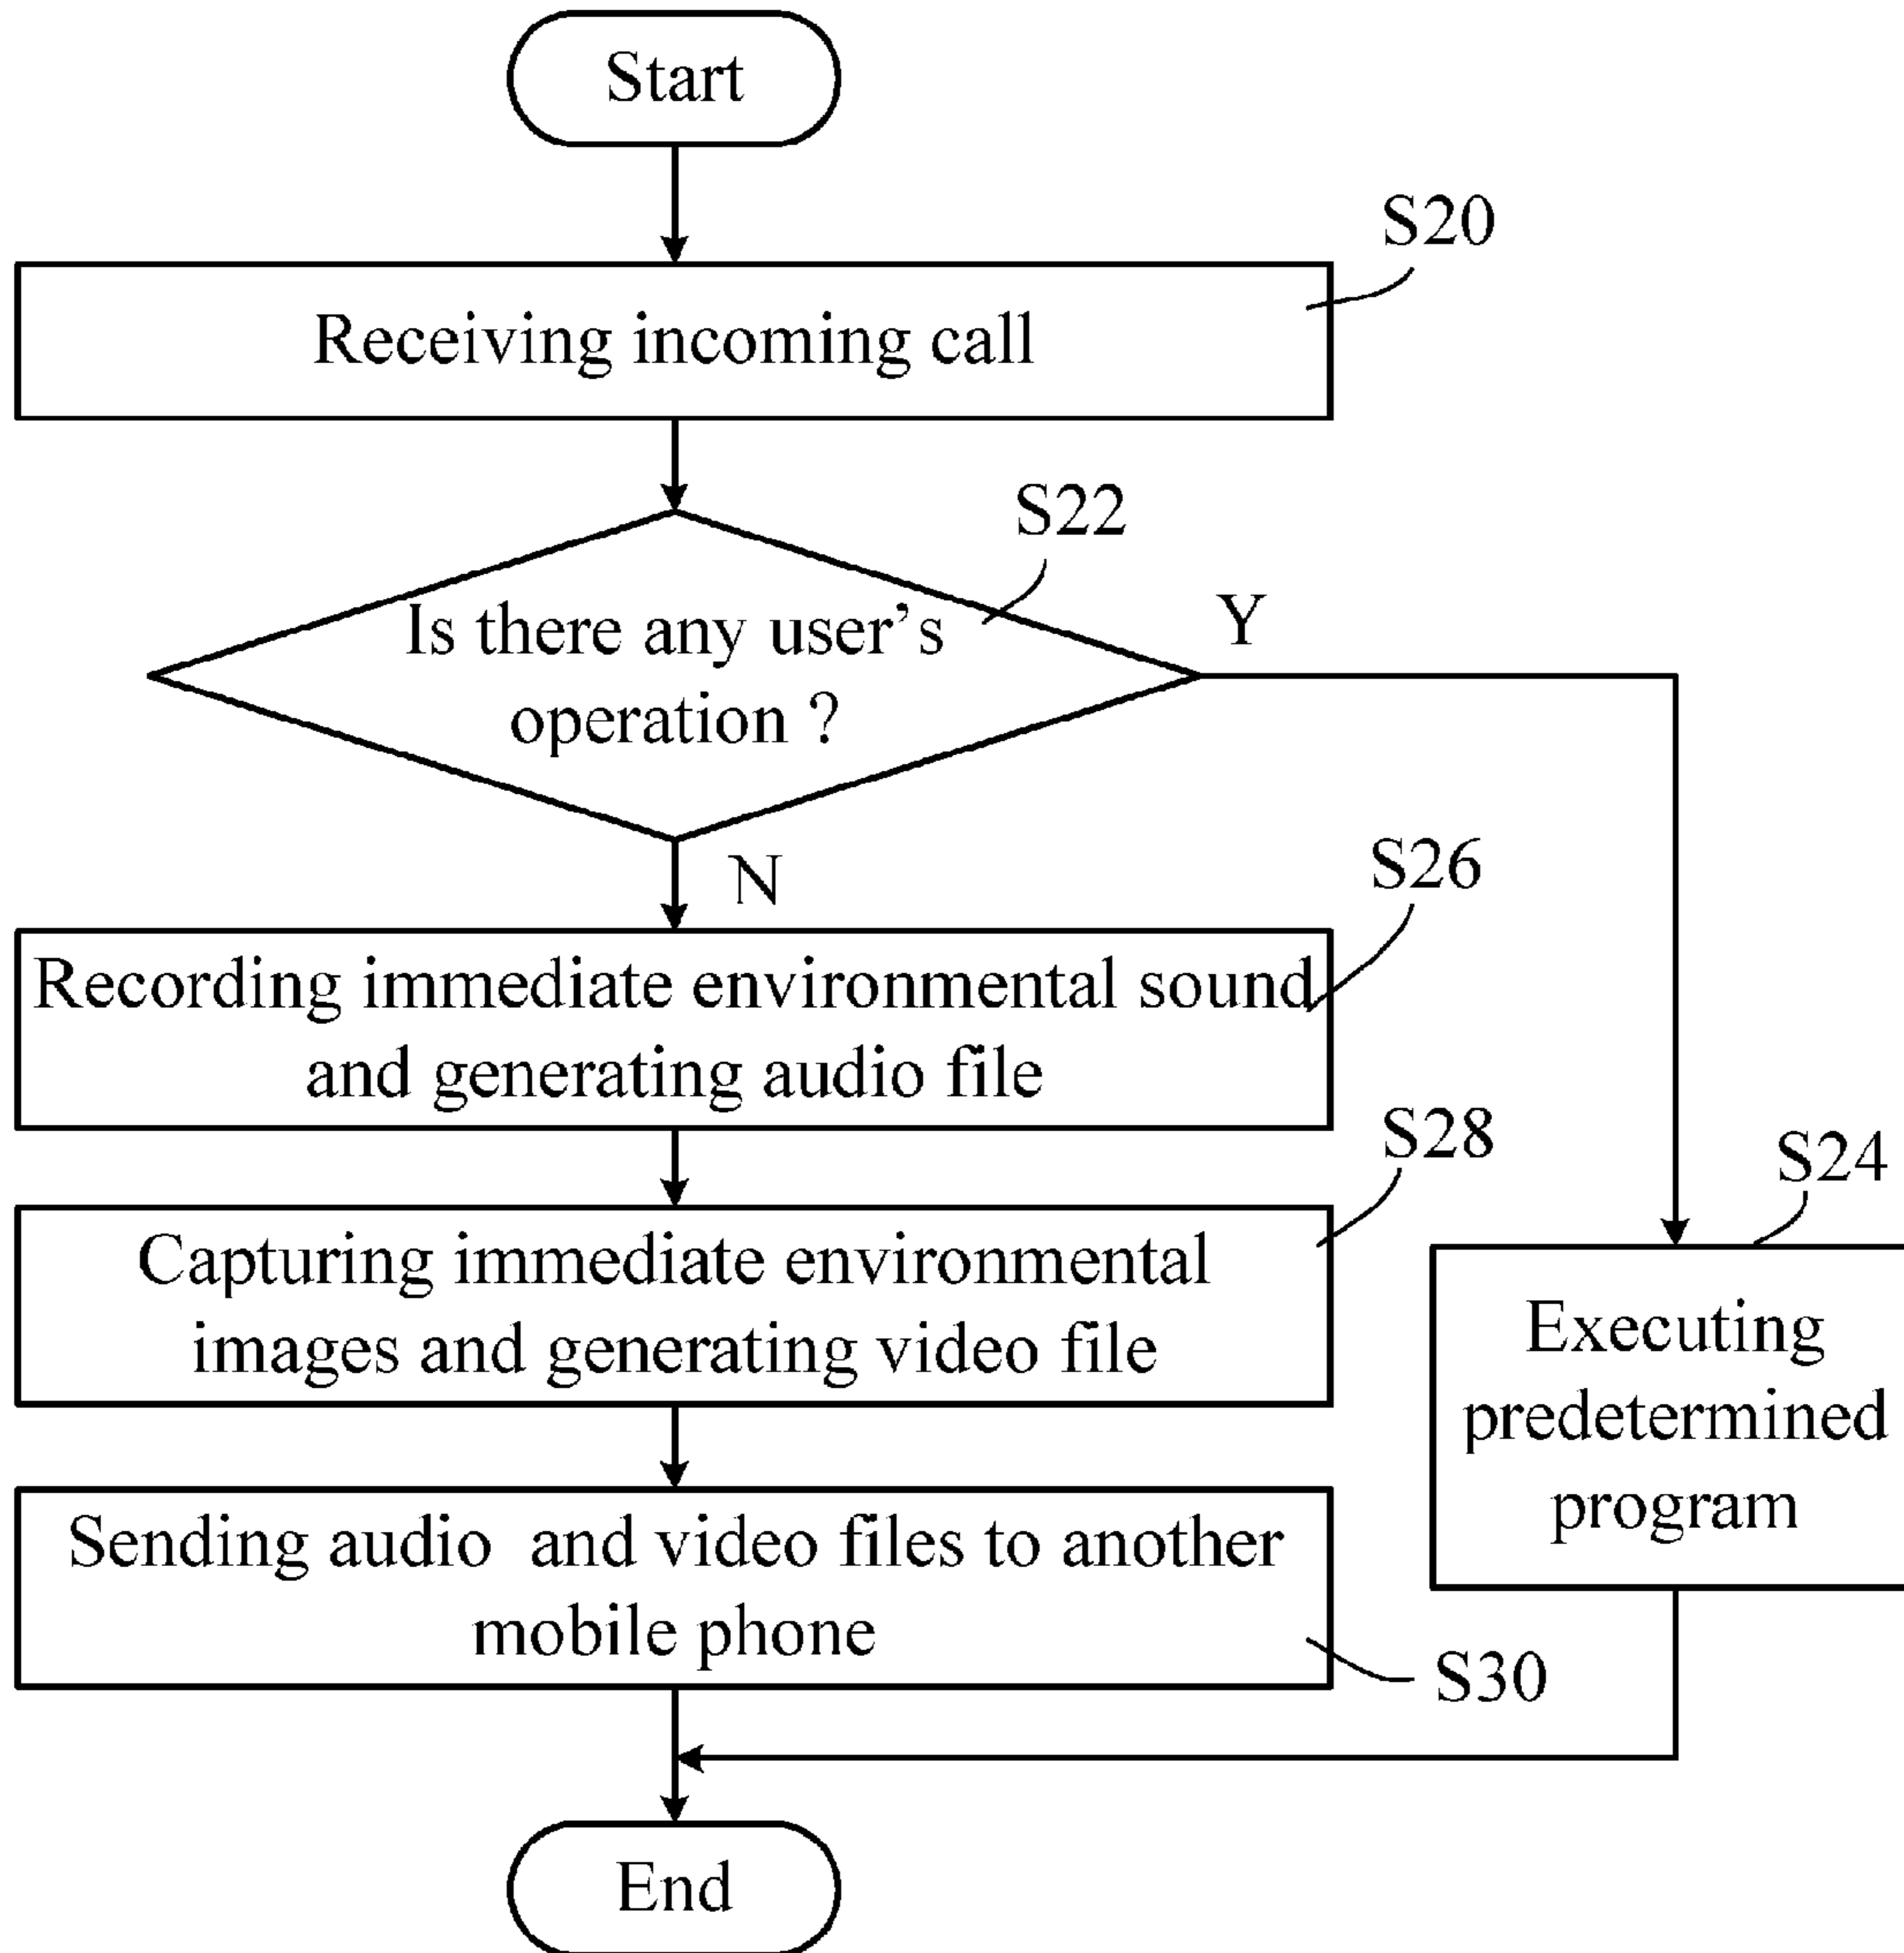 Start
S20
Receiving incoming call
S22
Is there any user’s
operation ?
Y
N
S26
Recording immediate environmental sound
and generating audio file
S28
Capturing immediate environmental
images and generating video file
S24
Executing
predetermined
program
Sending audio  and video files to another
mobile phone
S30
End